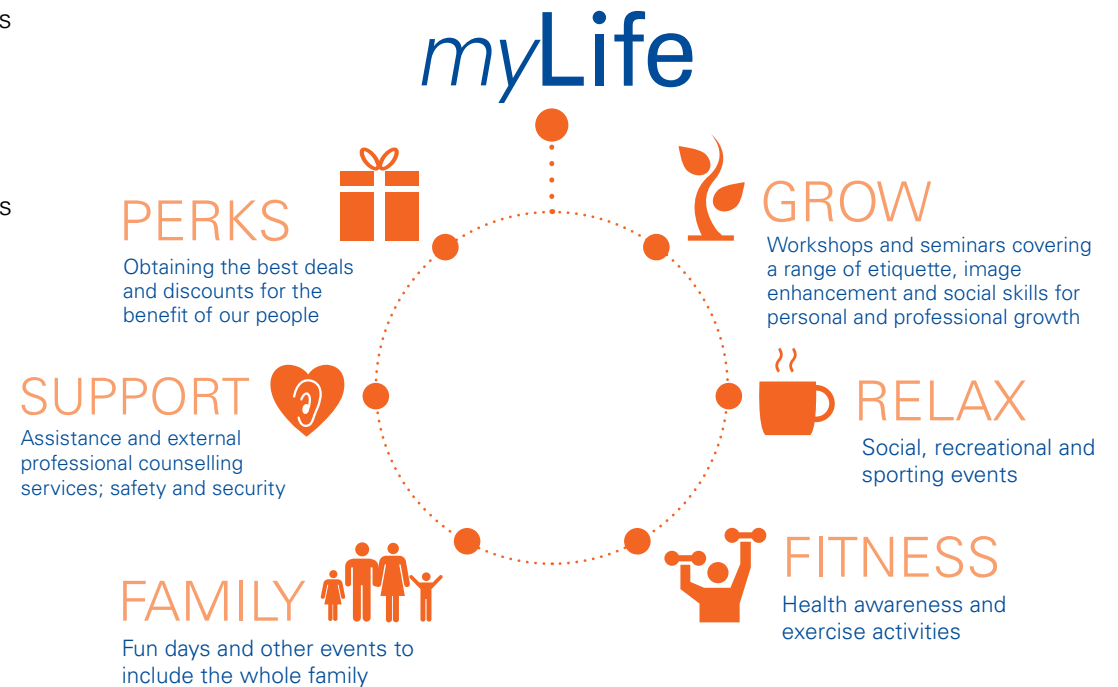 s
s
myLife
PERKS
Obtaining the best deals
and discounts for the
benefit of our people
GROW
Workshops and seminars covering
a range of etiquette, image
enhancement and social skills for
personal and professional growth
SUPPORT
Assistance and external
professional counselling
services; safety and security
RELAX
Social, recreational and
sporting events
FAMILY
Fun days and other events to
include the whole family
FITNESS
Health awareness and
exercise activities